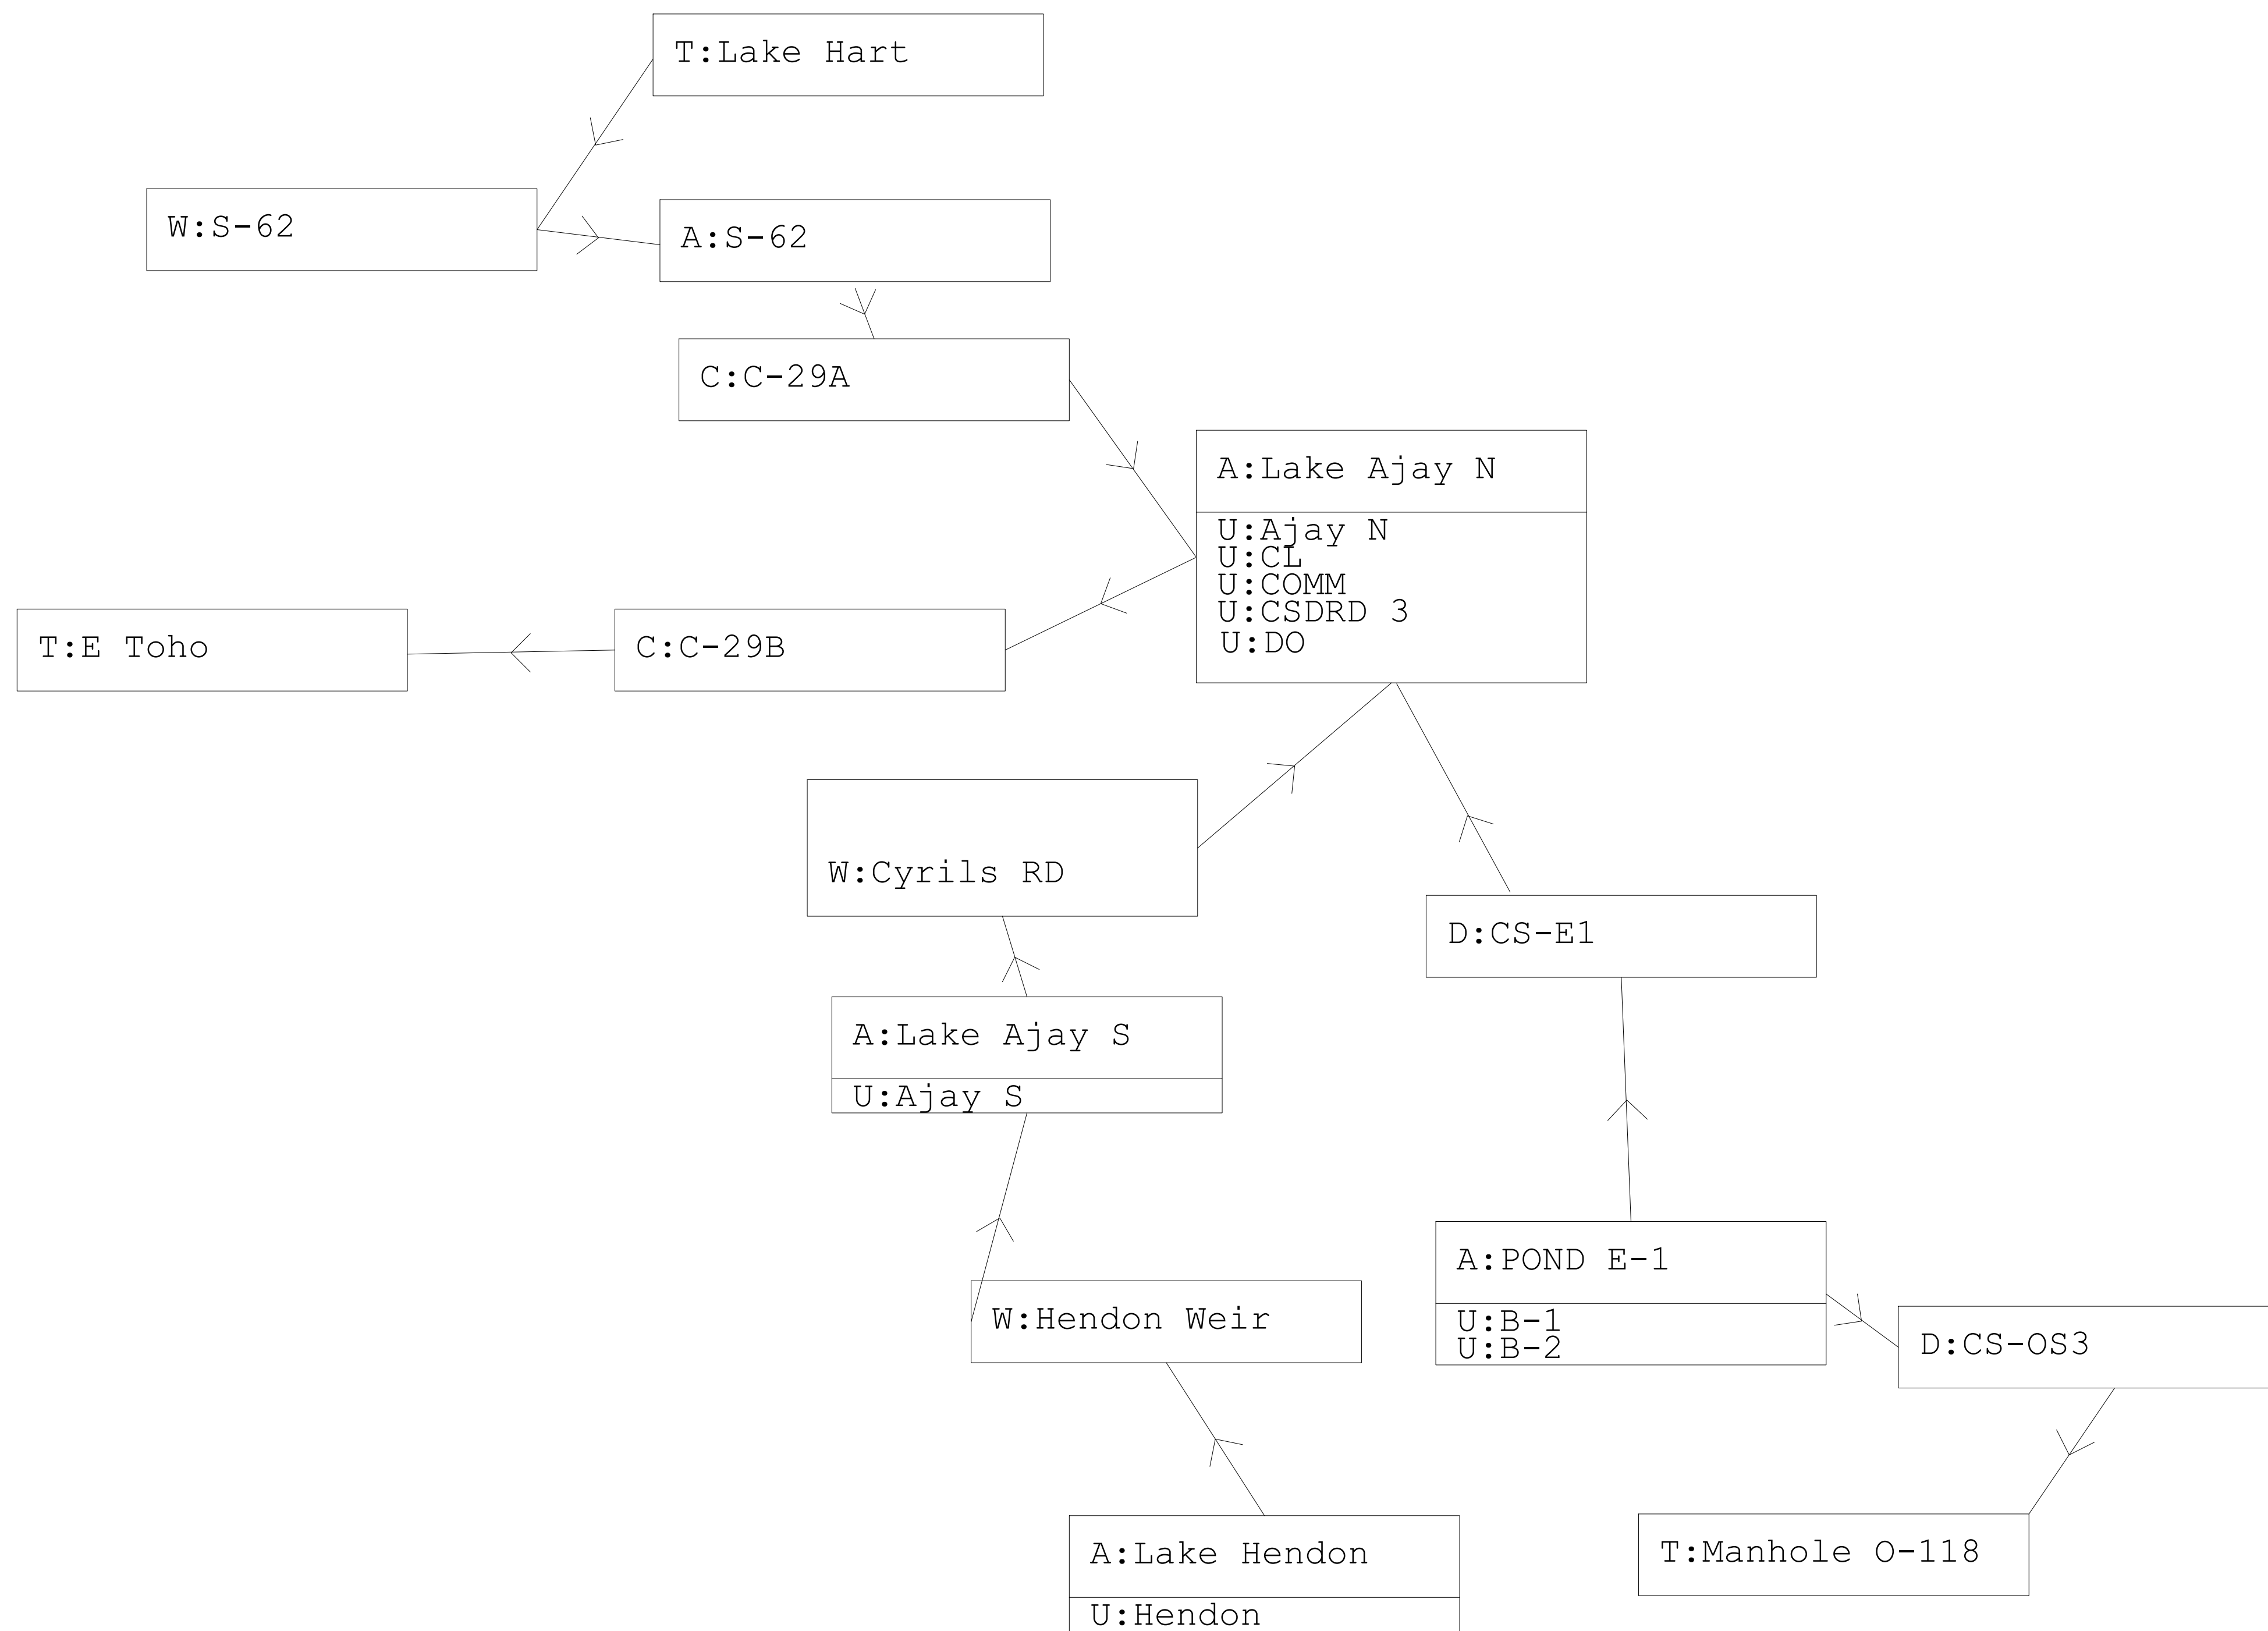 T:Lake Hart
W:S-62
A:S-62
C:C-29A
A:Lake Ajay N
U:Ajay N
U:CL
U:COMM
U:CSDRD 3
U:DO
T:E Toho
C:C-29B
W:Cyrils RD
D:CS-E1
A:Lake Ajay S
U:Ajay S
A:POND E-1
U:B-1
U:B-2
W:Hendon Weir
D:CS-OS3
A:Lake Hendon
U:Hendon
T:Manhole O-118